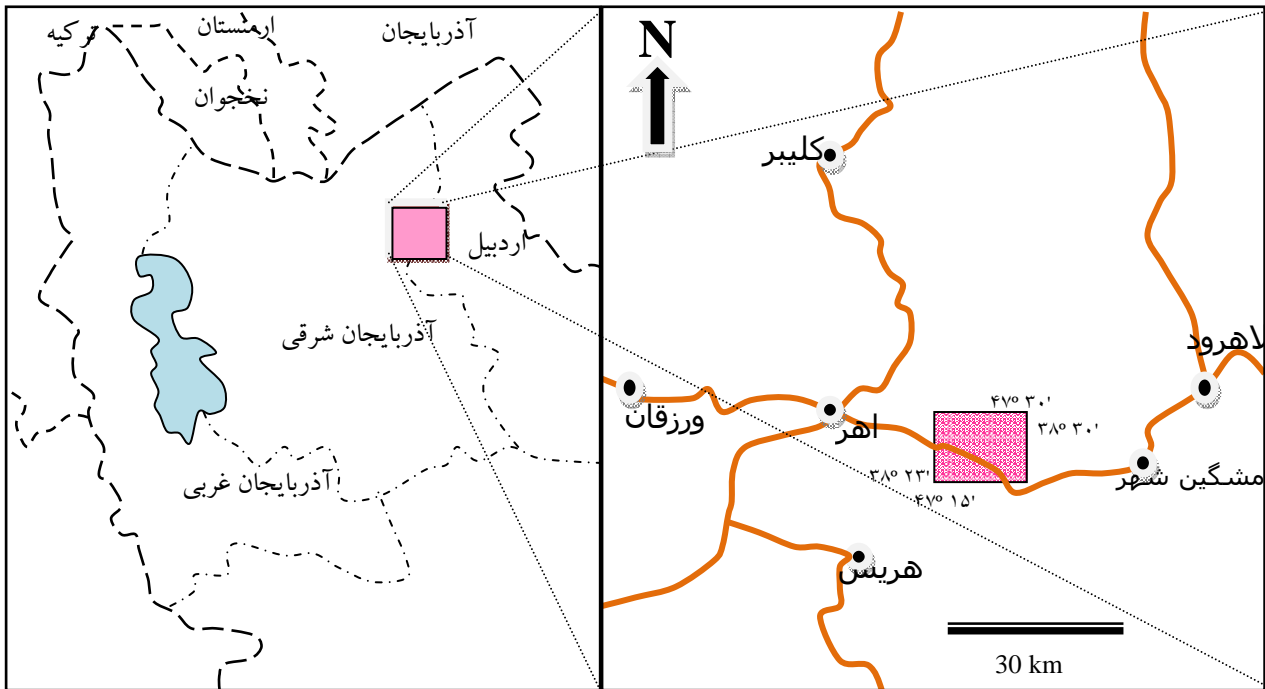 ترکیه
ارمنستان
آذربایجان
نخجوان
اردبیل
آذربایجان شرقی
آذربایجان غربی
N
کلیبر
لاهرود
ورزقان
اهر
۴۷° ۳۰'
۳۸° ۳۰'
۳۸° ۲۳'
۴۷° ۱۵'
مشگین شهر
هریس
30 km